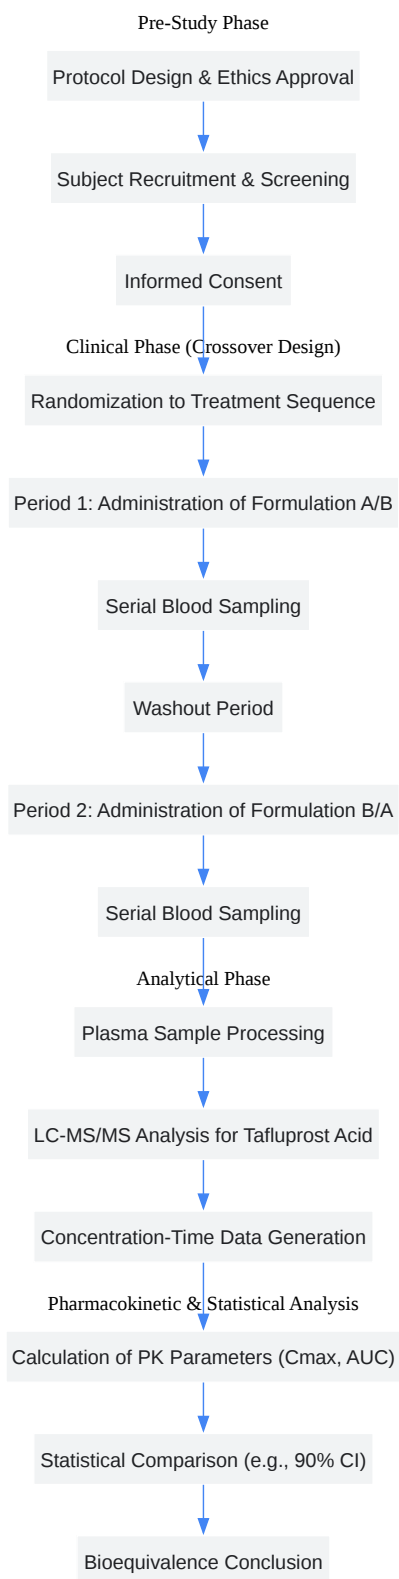 Pre-Study Phase
Protocol Design & Ethics Approval
Subject Recruitment & Screening
Informed Consent
Clinical Phase (Crossover Design)
Randomization to Treatment Sequence
Period 1: Administration of Formulation A/B
Serial Blood Sampling
Washout Period
Period 2: Administration of Formulation B/A
Serial Blood Sampling
Analytical Phase
Plasma Sample Processing
LC-MS/MS Analysis for Tafluprost Acid
Concentration-Time Data Generation
Pharmacokinetic & Statistical Analysis
Calculation of PK Parameters (Cmax, AUC)
Statistical Comparison (e.g., 90% CI)
Bioequivalence Conclusion